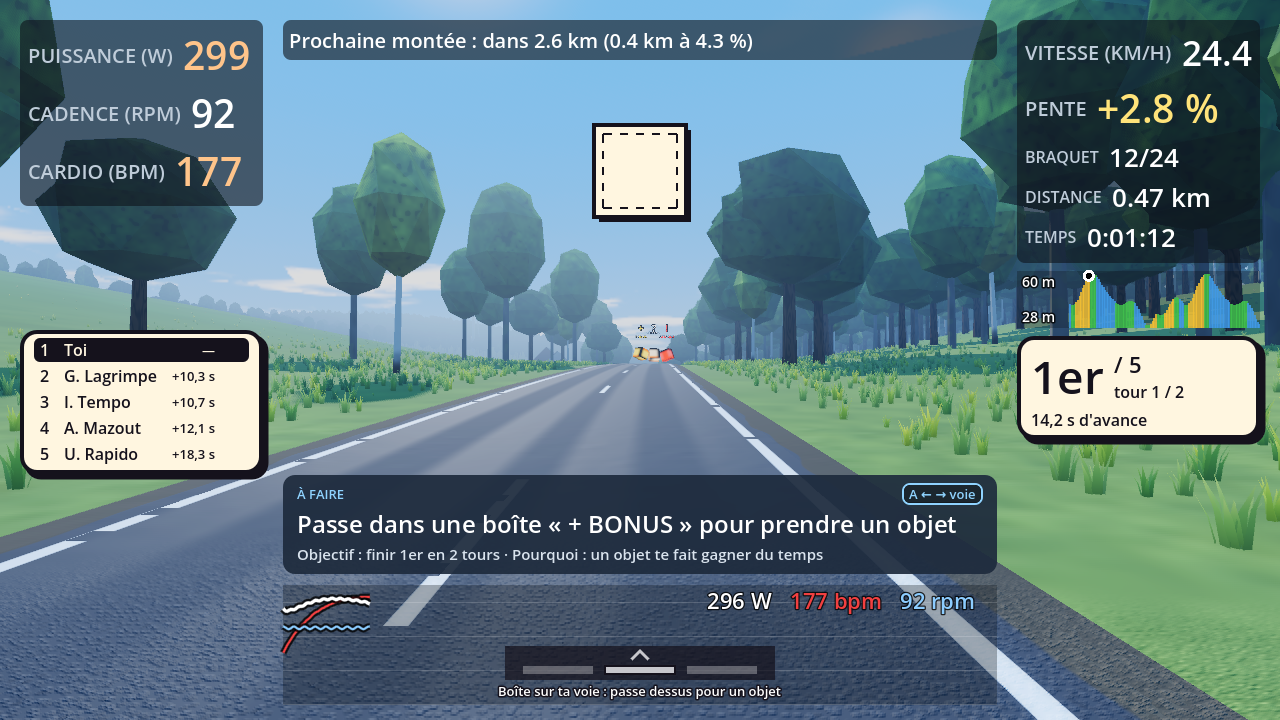 PUISSANCE (W) 299
CADENCE (RPM) 92
CARDIO (BPM) 177
Prochaine montée : dans 2.6 km (0.4 km à 4.3 %)
VITESSE (KM/H) 24.4
PENTE +2.8 %
BRAQUET 12/24
DISTANCE 0.47 km
TEMPS 0:01:12
60 m
28 m
1 Toi —
2 G. Lagrimpe +10,3 s
3 I. Tempo +10,7 s
4 A. Mazout +12,1 s
5 U. Rapido +18,3 s
1er / 5
tour 1 / 2
14,2 s d'avance
À FAIRE
A ← → voie
Passe dans une boîte « + BONUS » pour prendre un objet
Objectif : finir 1er en 2 tours · Pourquoi : un objet te fait gagner du temps
296 W 177 bpm 92 rpm
Boîte sur ta voie : passe dessus pour un objet